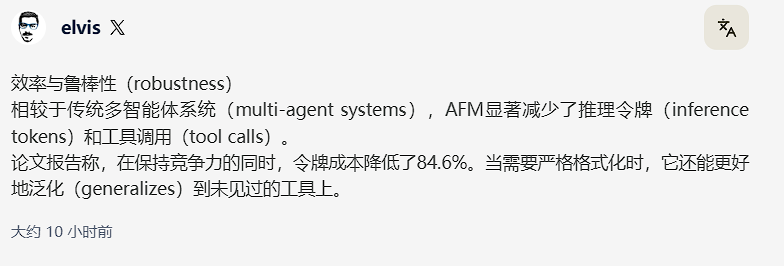 elvis X
效率与鲁棒性（robustness）
相较于传统多智能体系统（multi-agent systems），AFM显著减少了推理令牌（inference
tokens）和工具调用（tool calls）。
论文报告称，在保持竞争力的同时，令牌成本降低了84.6%。当需要严格格式化时，它还能更好
地泛化（generalizes）到未见过的工具上。
大约 10 小时前